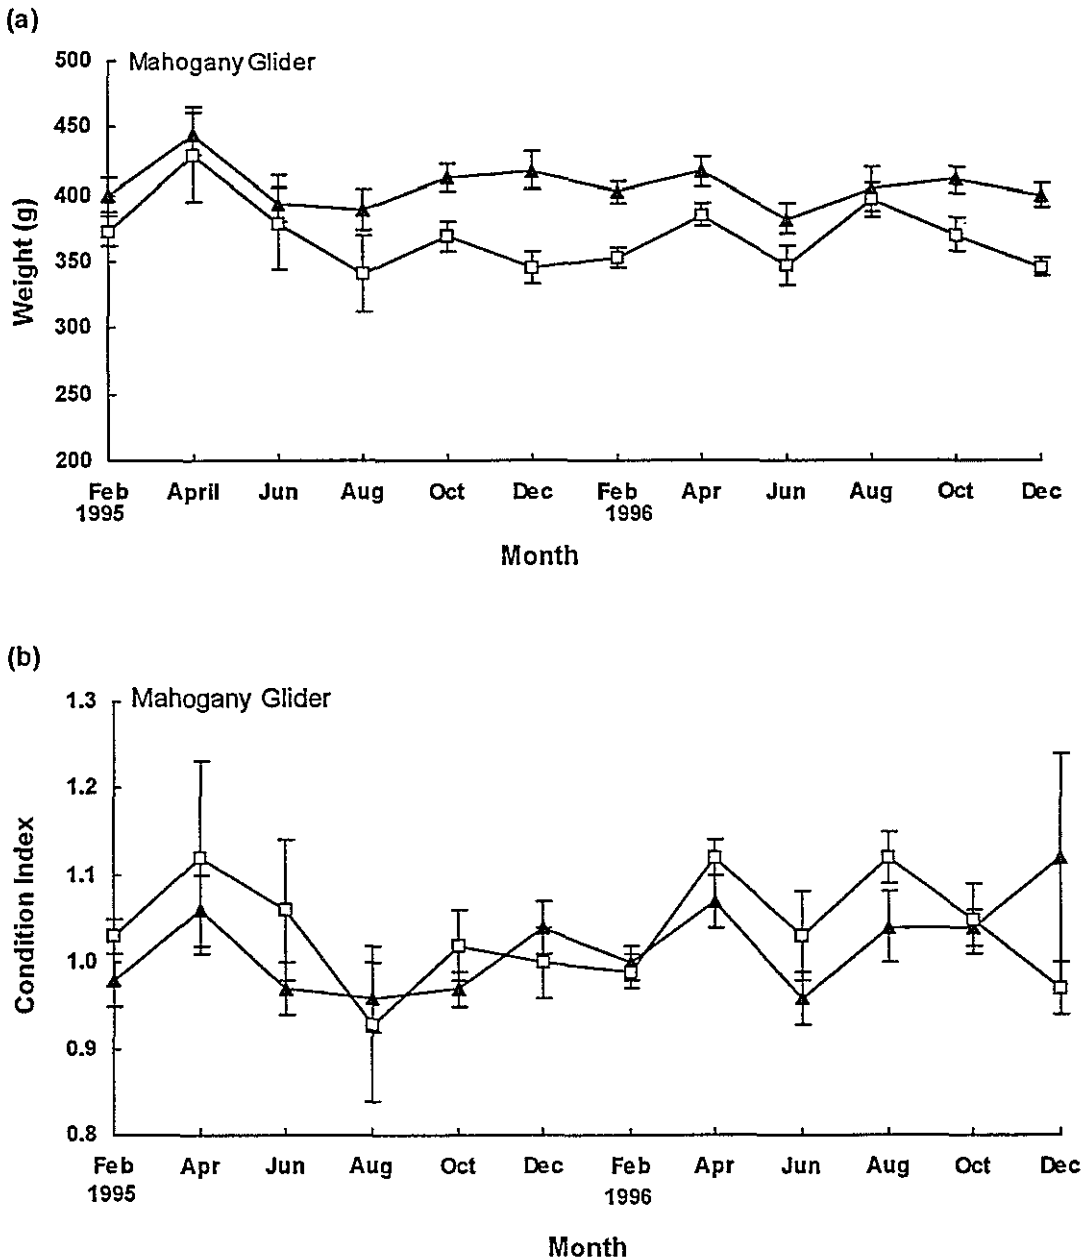 (a)
Mahogany Glider
500
450
400
350
300
250
200
Weight (g)
Feb April Jun Aug Oct Dec Feb Apr Jun Aug Oct Dec
1995 1996
Month
(b)
Mahogany Glider
1.3
1.2
1.1
1.0
0.9
0.8
Condition Index
Feb Apr Jun Aug Oct Dec Feb Apr Jun Aug Oct Dec
1995 1996
Month